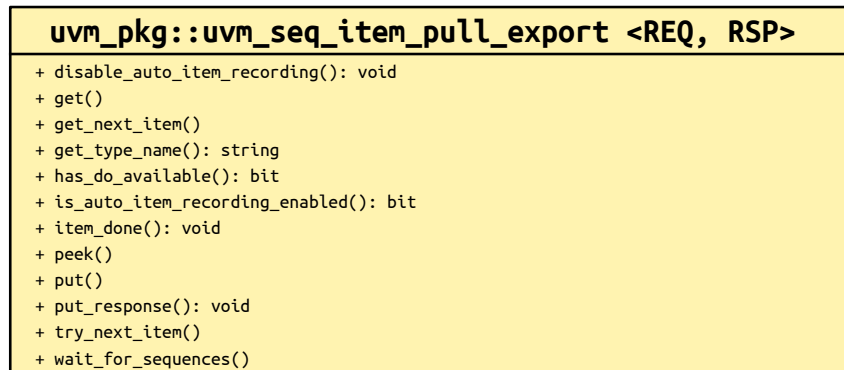 uvm_pkg::uvm_seq_item_pull_export <REQ, RSP>
+ disable_auto_item_recording(): void
+ get()
+ get_next_item()
+ get_type_name(): string
+ has_do_available(): bit
+ is_auto_item_recording_enabled(): bit
+ item_done(): void
+ peek()
+ put()
+ put_response(): void
+ try_next_item()
+ wait_for_sequences()